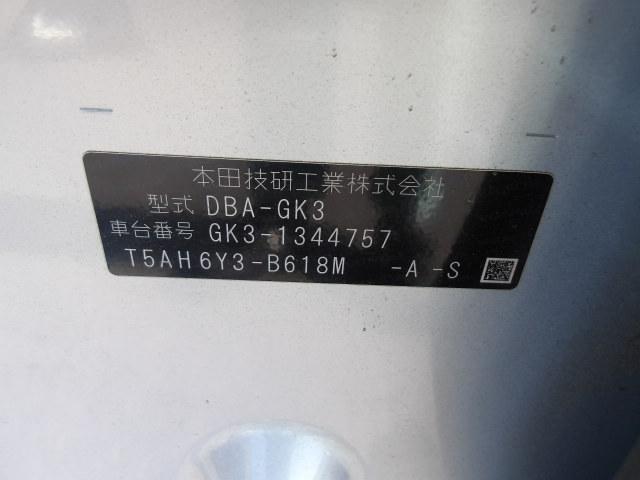 本田技研工業株式会社
型式 DBA-GK3
車台番号 GK3-1344757
T5AH6Y3-B618M -A -S